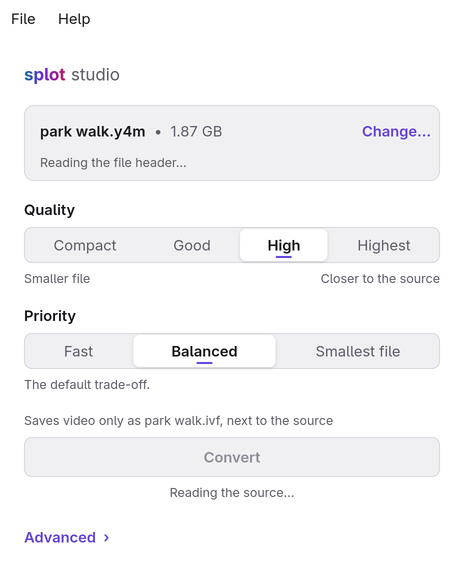 File Help
splot studio
park walk.y4m • 1.87 GB Change...
Reading the file header...
Quality
Compact Good High Highest
Smaller file Closer to the source
Priority
Fast Balanced Smallest file
The default trade-off.
Saves video only as park walk.ivf, next to the source
Convert
Reading the source...
Advanced ›